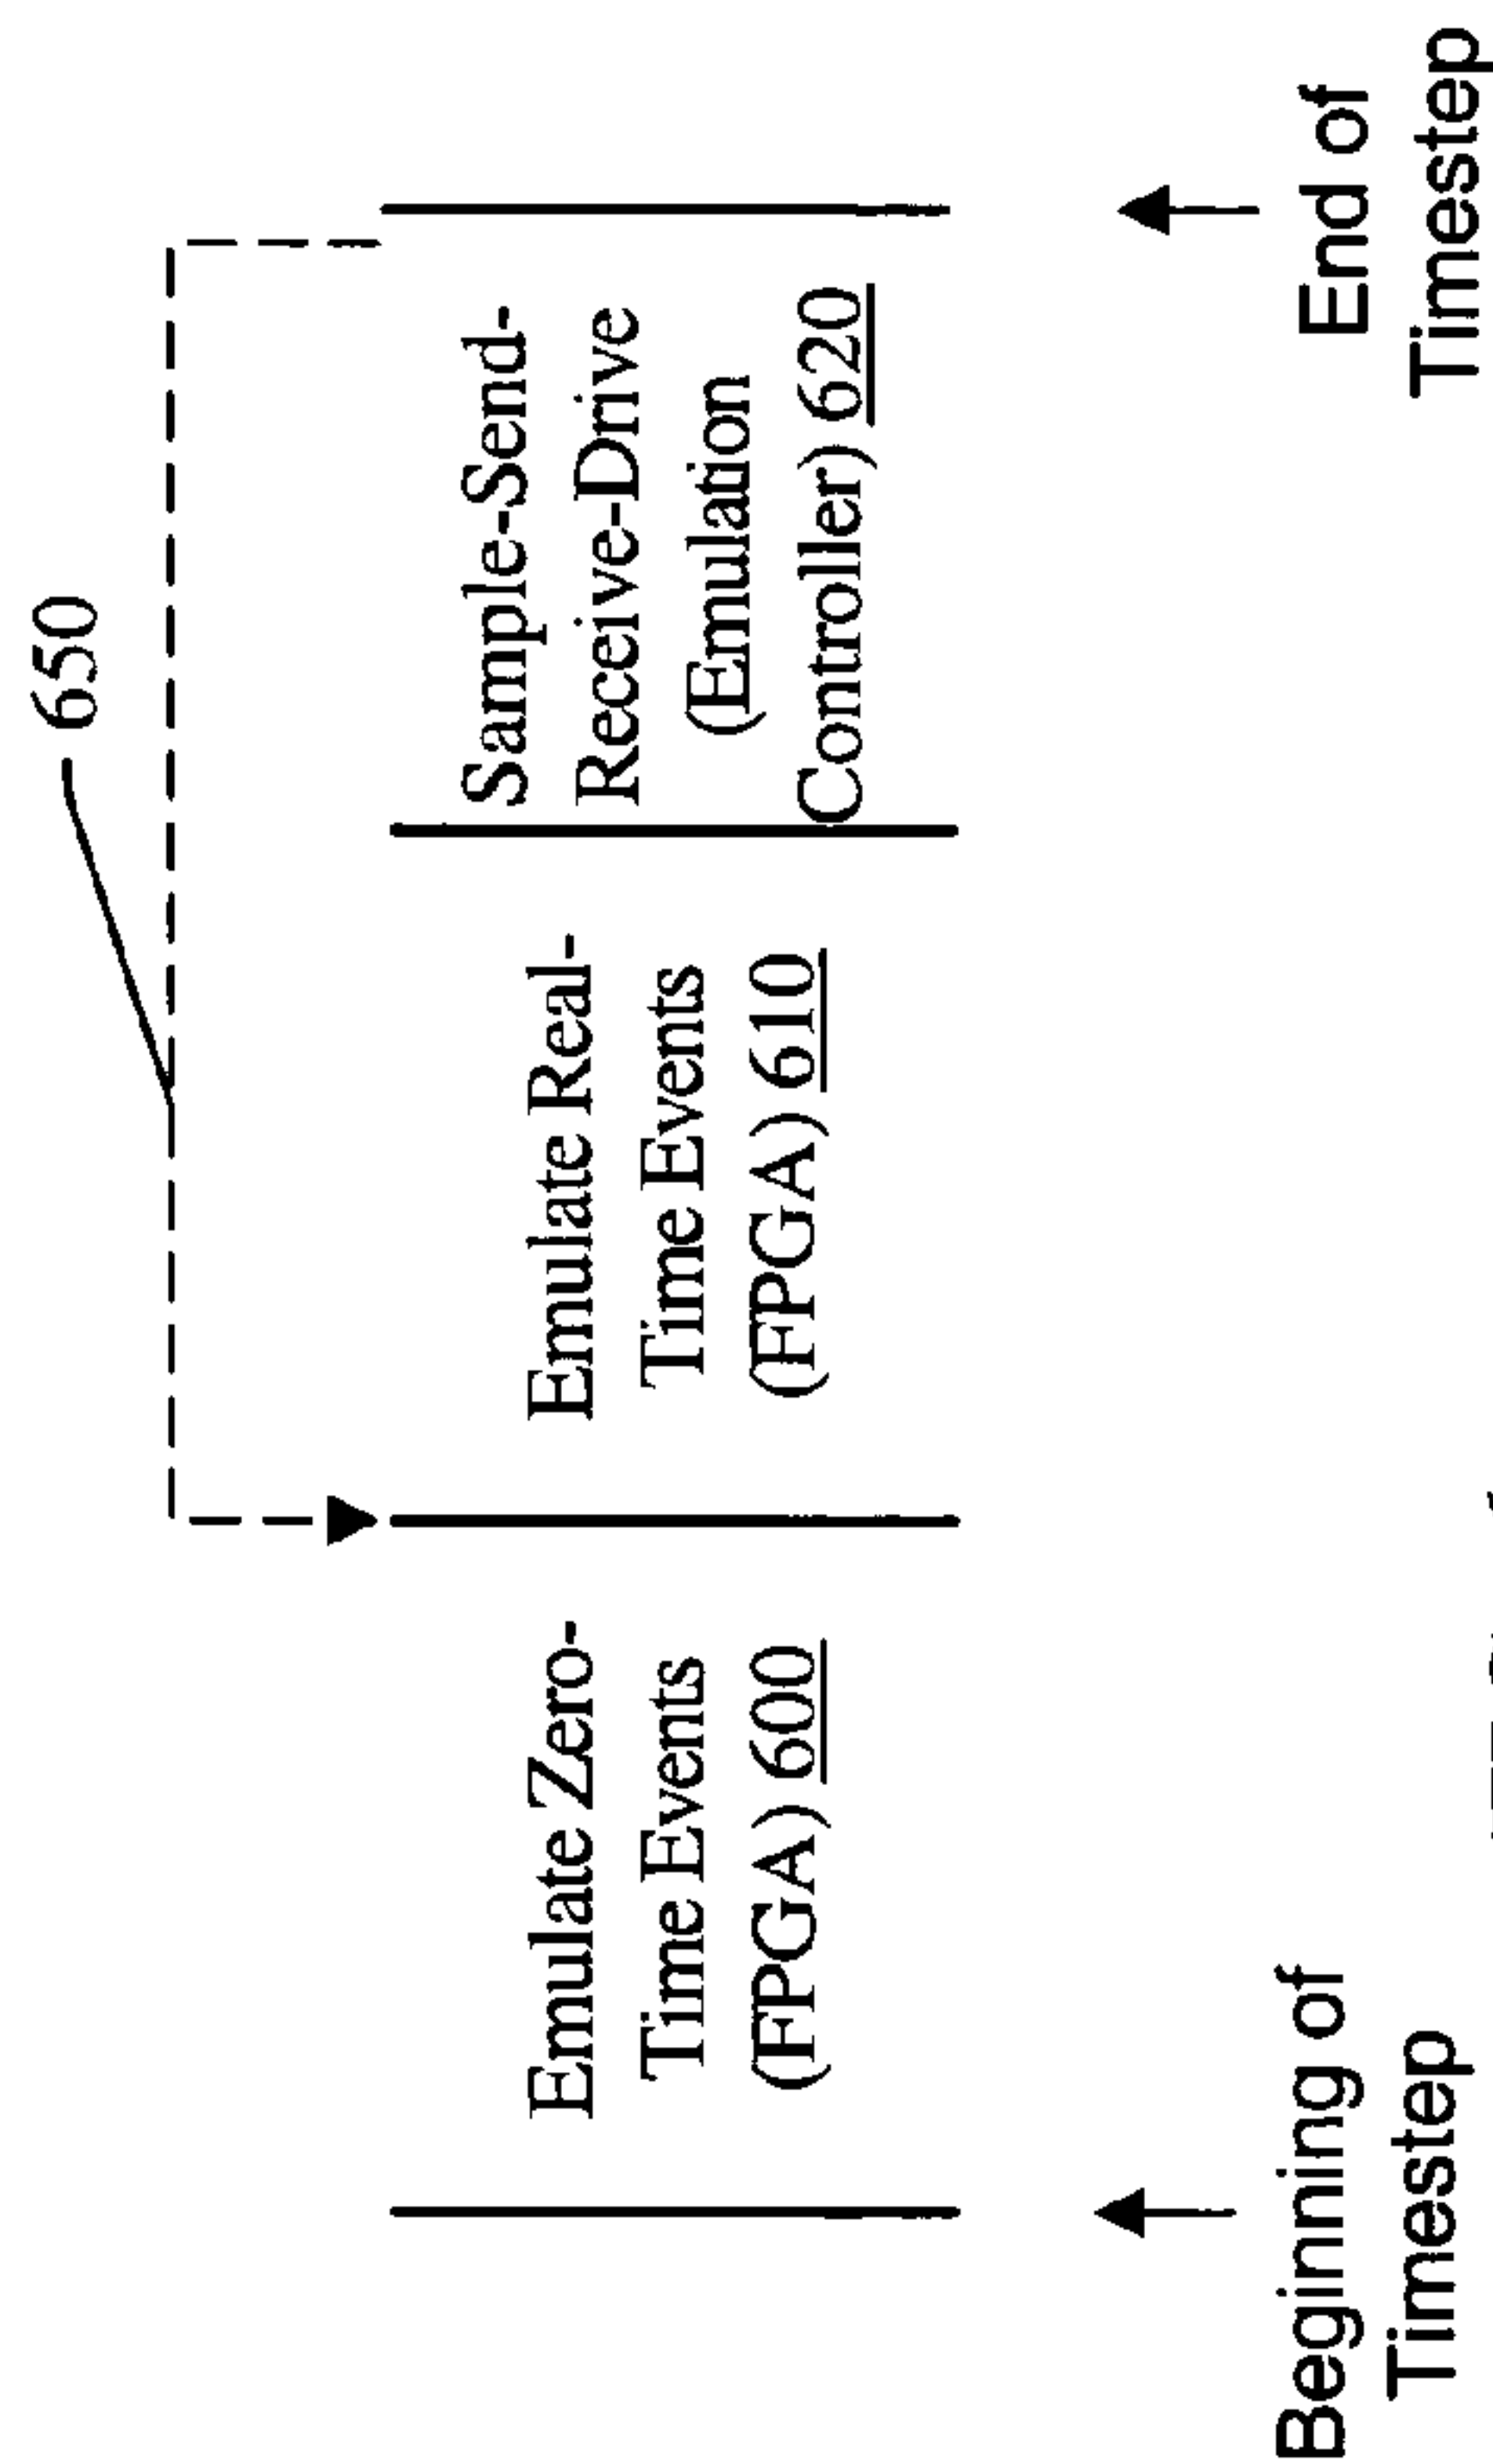 650
Emulate Zero-
Time Events
(FPGA) 600
Emulate Real-
Time Events
(FPGA) 610
Sample-Send-
Receive-Drive
(Emulation
Controller) 620
Beginning of
Timestep
End of
Timestep